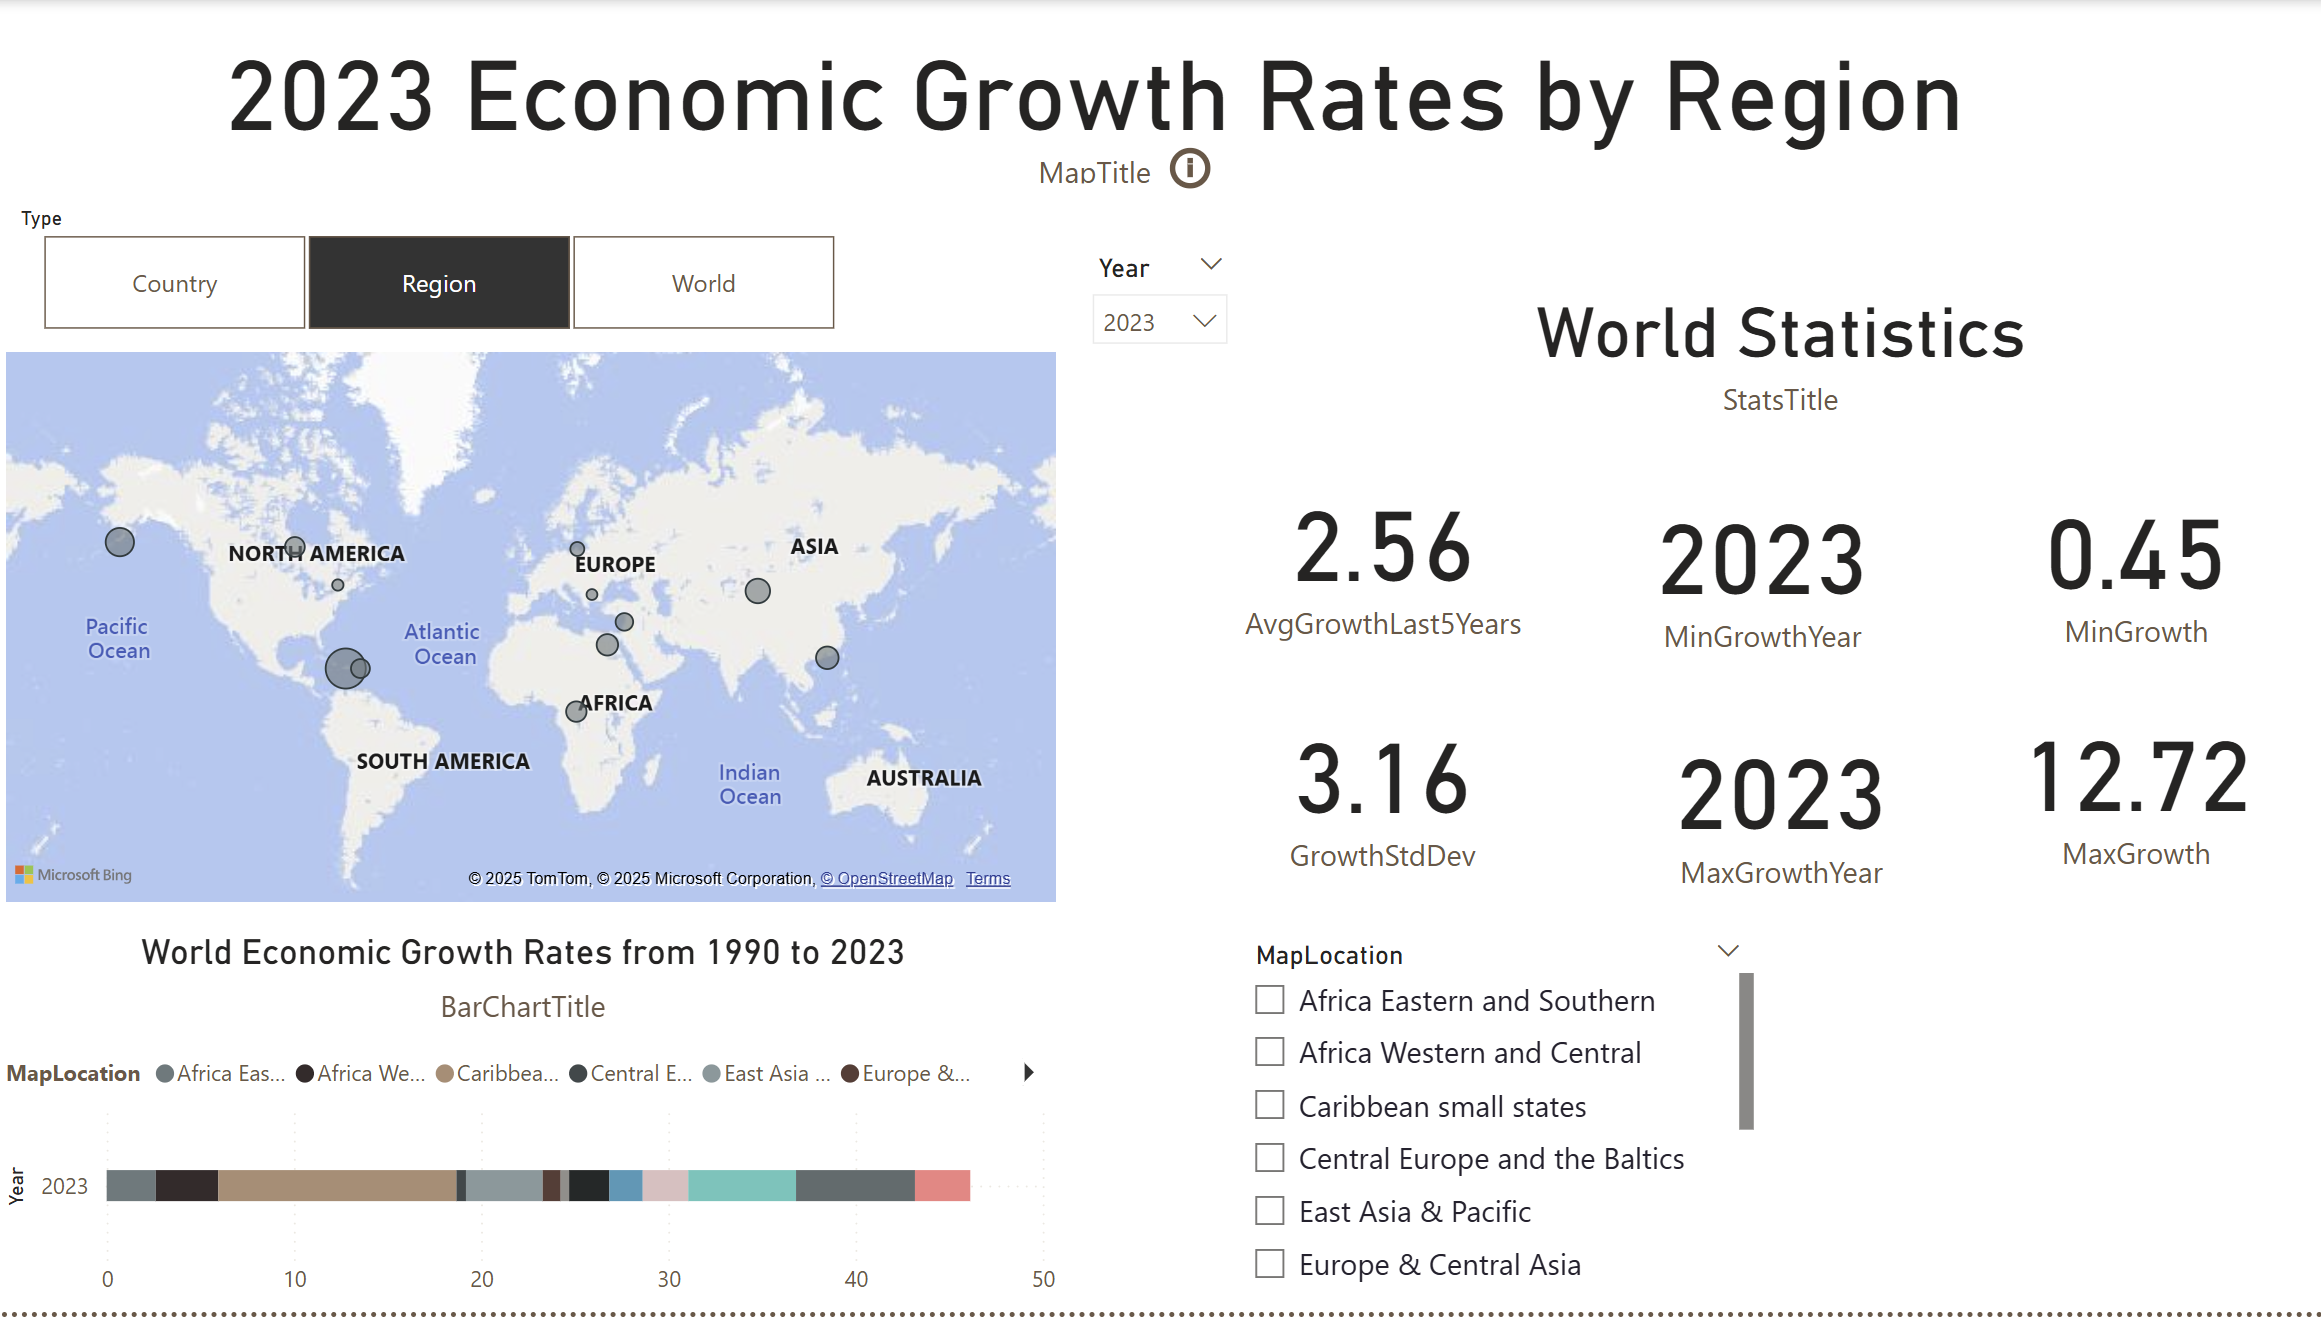 2023 Economic Growth Rates by Region
MapTitle
Type
Country
Region
World
Year
2023
World Statistics
StatsTitle
NORTH AMERICA
EUROPE
ASIA
Pacific
Ocean
Atlantic
Ocean
AFRICA
SOUTH AMERICA
Indian
Ocean
AUSTRALIA
Microsoft Bing
© 2025 TomTom, © 2025 Microsoft Corporation, © OpenStreetMap Terms
2.56
AvgGrowthLast5Years
2023
MinGrowthYear
0.45
MinGrowth
3.16
GrowthStdDev
2023
MaxGrowthYear
12.72
MaxGrowth
World Economic Growth Rates from 1990 to 2023
BarChartTitle
MapLocation Africa Eas... Africa We... Caribbea... Central E... East Asia ... Europe &...
Year
2023
0 10 20 30 40 50
MapLocation
Africa Eastern and Southern
Africa Western and Central
Caribbean small states
Central Europe and the Baltics
East Asia & Pacific
Europe & Central Asia